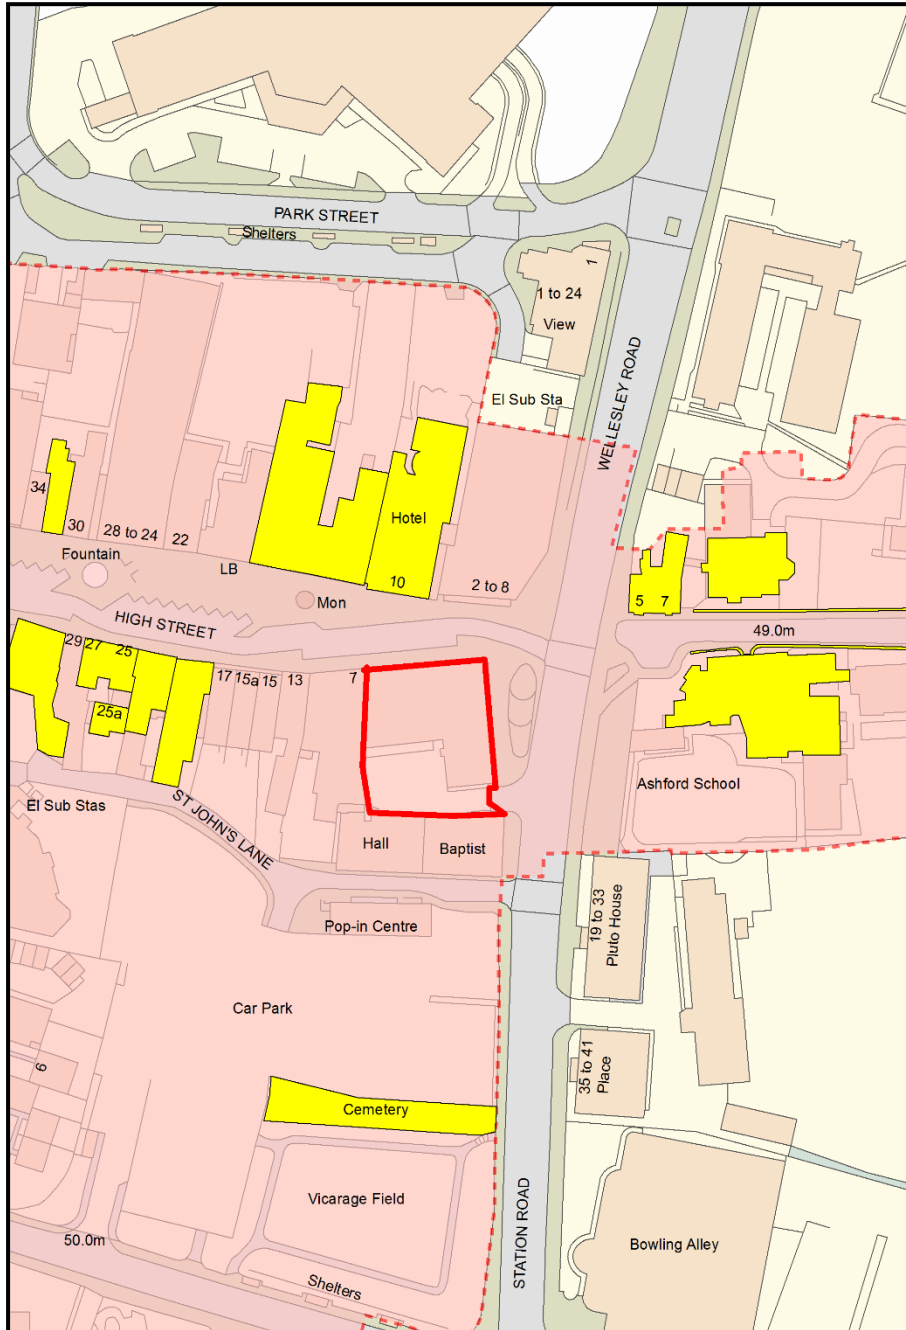 PARK STREET
Shelters
1
1 to 24
View
El Sub Sta
WELLESLEY ROAD
34
30
28 to 24
22
Hotel
Fountain
LB
10
Mon
2 to 8
5
7
HIGH STREET
49.0m
29
27
25
17
15a
15
13
7
25a
El Sub Stas
ST JOHN'S LANE
Ashford School
Hall
Baptist
Pop-in Centre
19 to 33
Pluto House
Car Park
6
35 to 41
Place
Cemetery
Vicarage Field
STATION ROAD
50.0m
Bowling Alley
Shelters